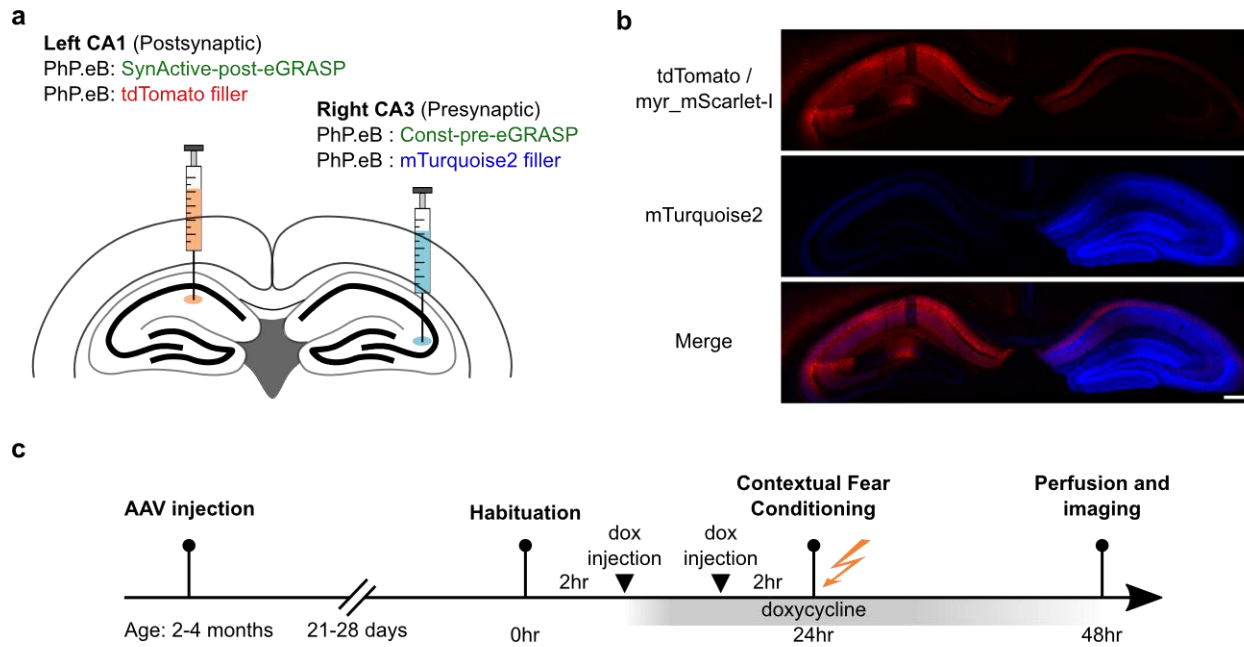 a
Left CA1 (Postsynaptic)
PhP.eB: SynActive-post-eGRASP
PhP.eB: tdTomato filler
Right CA3 (Presynaptic)
PhP.eB : Const-pre-eGRASP
PhP.eB : mTurquoise2 filler
b
tdTomato /
myr_mScarlet-I
mTurquoise2
Merge
c
AAV injection
Habituation
Contextual Fear
Conditioning
Perfusion and
imaging
dox
injection
dox
injection
2hr
2hr
doxycycline
Age: 2-4 months
21-28 days
0hr
24hr
48hr